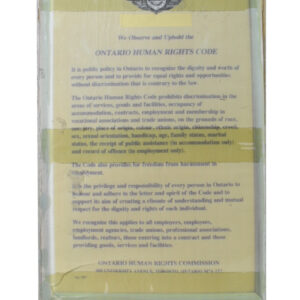 We Observe and Uphold the
ONTARIO HUMAN RIGHTS CODE
It is public policy in Ontario to recognize the dignity and worth of
every person and to provide for equal rights and opportunities
without discrimination that is contrary to the law.
The Ontario Human Rights Code prohibits discrimination in the
areas of services, goods and facilities, occupancy of
accommodation, contracts, employment and membership in
vocational associations and trade unions, on the grounds of race,
ancestry, place of origin, colour, ethnic origin, citizenship, creed,
sex, sexual orientation, handicap, age, family status, marital
status, the receipt of public assistance (in accommodation only)
and record of offences (in employment only).
The Code also provides for freedom from harassment in
employment.
It is the privilege and responsibility of every person in Ontario to
honour and adhere to the letter and spirit of the Code and to
support its aim of creating a climate of understanding and mutual
respect for the dignity and rights of each individual.
We recognize this applies to all employers, employees,
employment agencies, trade unions, professional associations,
landlords, realtors, those entering into a contract and those
providing goods, services and facilities.
ONTARIO HUMAN RIGHTS COMMISSION
TORONTO, ONTARIO